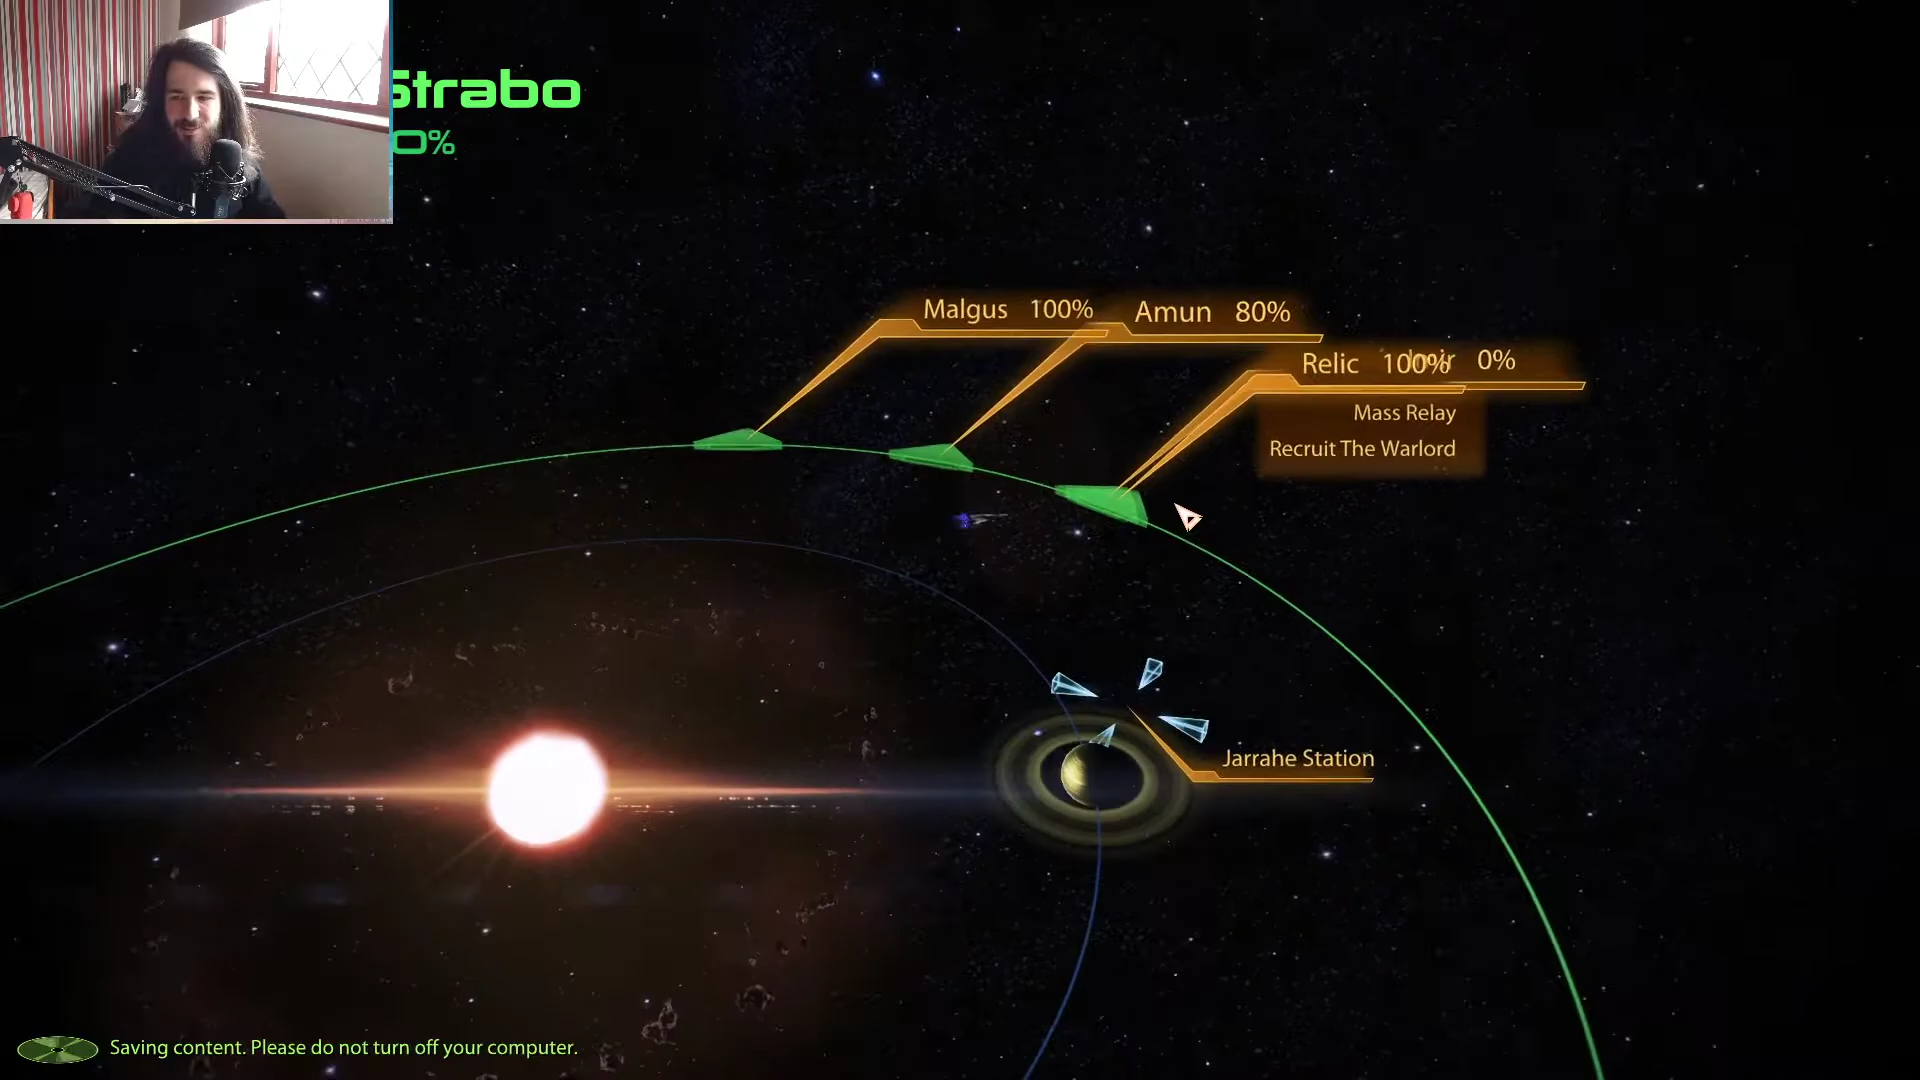 Strabo
0%
Malgus 100%
Amun 80%
Relic 100%
0%
Mass Relay
Recruit The Warlord
Jarrahe Station
Saving content. Please do not turn off your computer.